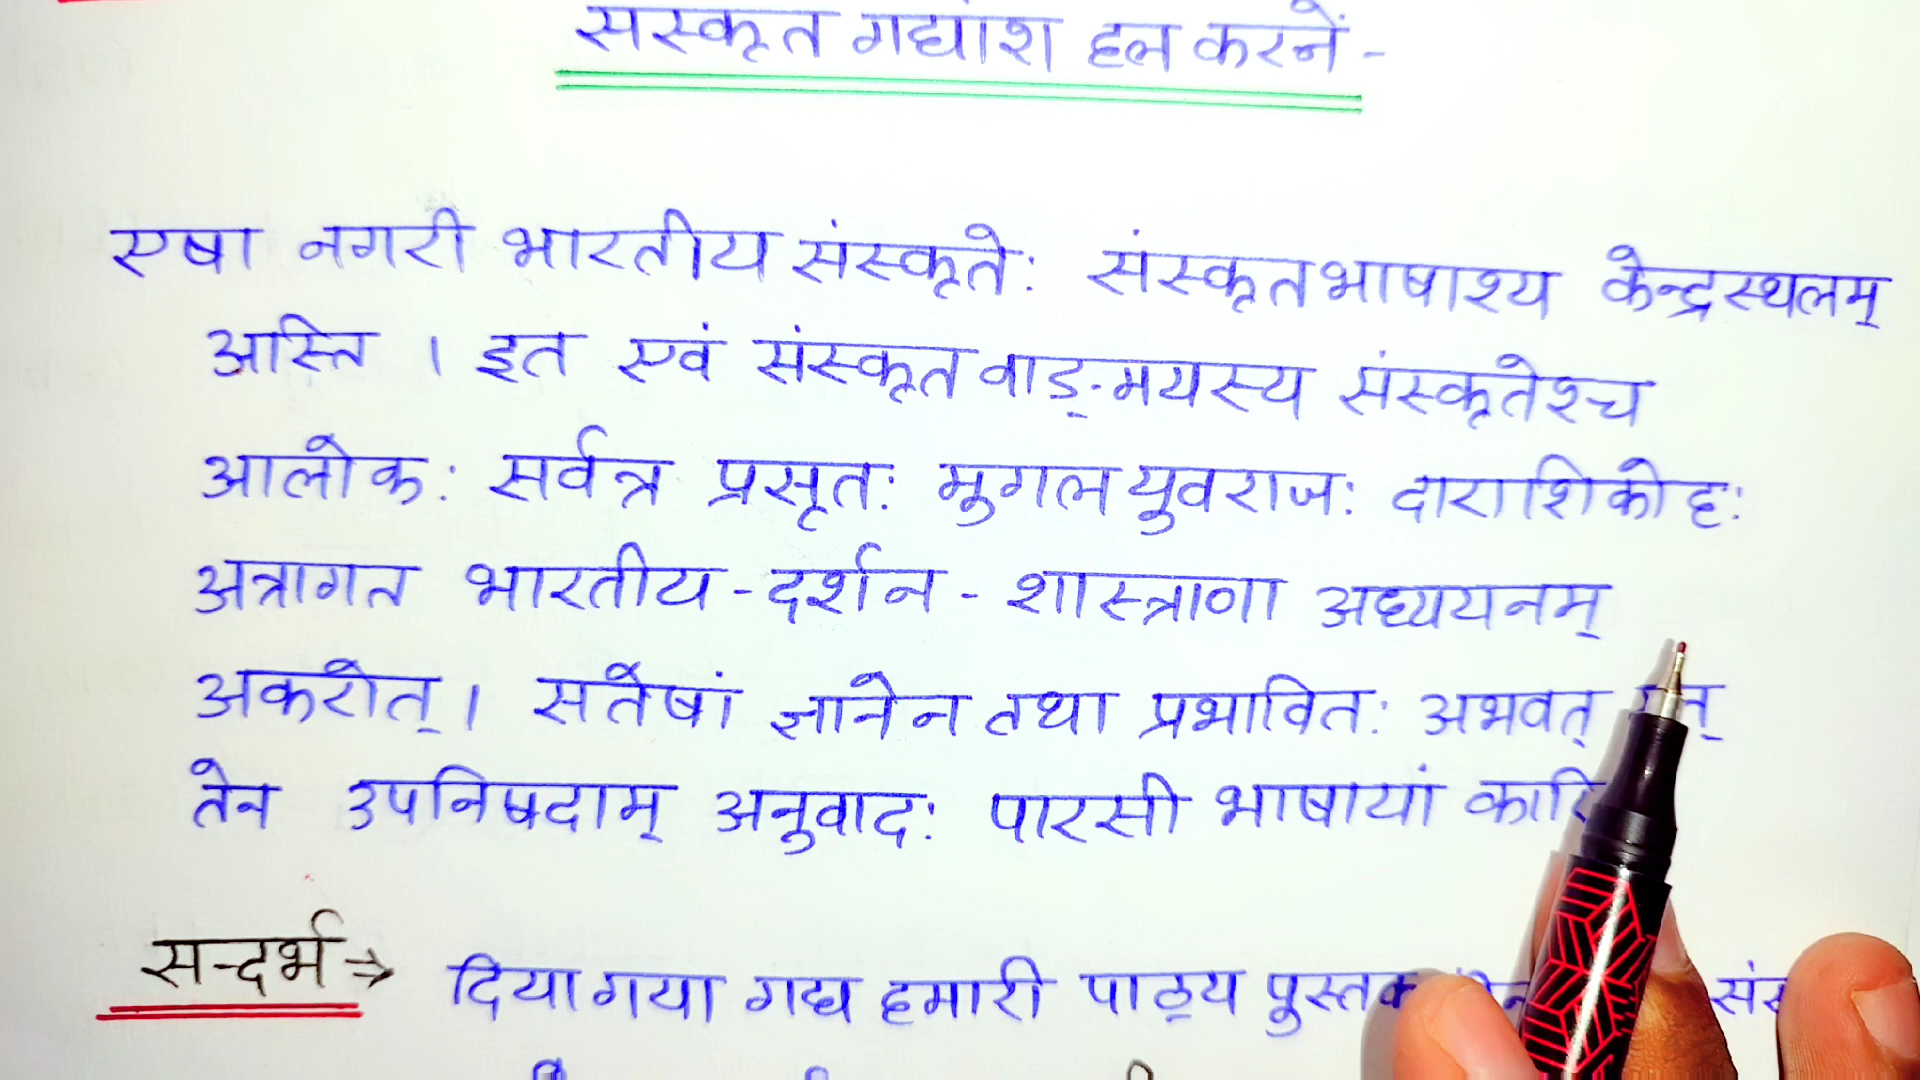 संस्कृत गद्यांश हल करनें -
एषा नगरी भारतीय संस्कृते: संस्कृतभाषाश्य केन्द्रस्थलम्
अस्ति । इत एवं संस्कृत वाङ्-मयस्य संस्कृतेश्च
आलोक: सर्वत्र प्रसृत: मुगलयुवराज: दाराशिकोह:
अत्रागत भारतीय - दर्शन - शास्त्राणा अध्ययनम्
अकरोत् । सतेषां ज्ञानेन तथा प्रभावित: अभवत्
तेन उपनिषदाम् अनुवाद: पारसी भाषायां
सन्दर्भ → दिया गया गद्य हमारी पाठ्य